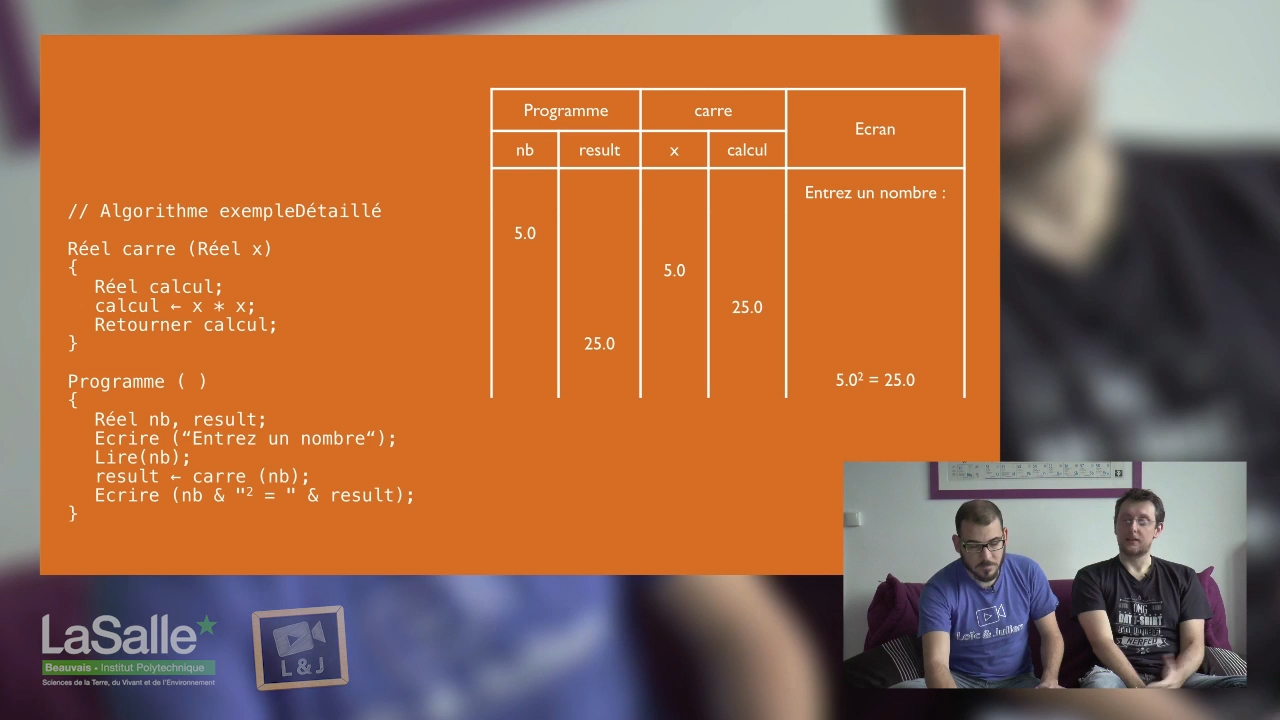 Programme
carre
Ecran
nb
result
x
calcul
Entrez un nombre :
5.0
5.0
25.0
25.0
5.0² = 25.0
// Algorithme exempleDétaillé
Réel carre (Réel x)
{
Réel calcul;
calcul ← x * x;
Retourner calcul;
}
Programme ( )
{
Réel nb, result;
Ecrire (“Entrez un nombre“);
Lire(nb);
result ← carre (nb);
Ecrire (nb & "² = " & result);
}
LaSalle
Beauvais • Institut Polytechnique
Sciences de la Terre, du Vivant et de l'Environnement
L & J
Loïc & Julien
OMG